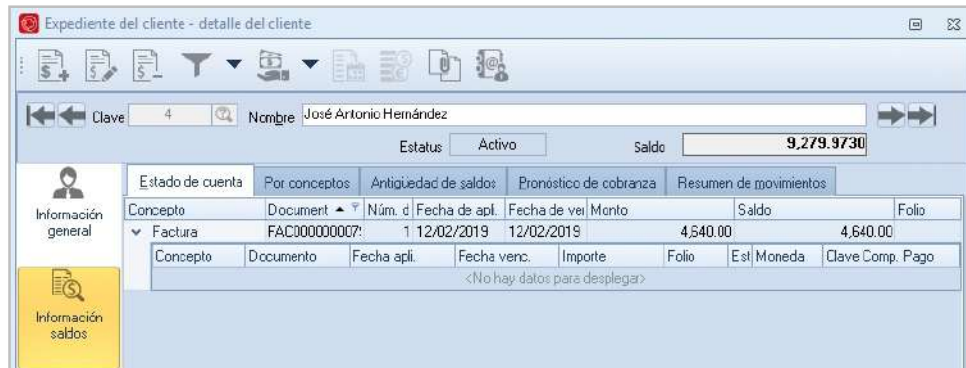 Expediente del cliente - detalle del cliente
Clave 4 Nombre José Antonio Hernández
Estatus Activo Saldo 9,279.9730
Estado de cuenta Por conceptos Antigüedad de saldos Pronóstico de cobranza Resumen de movimientos
Información general
Concepto Document Núm. d Fecha de apl. Fecha de ver Monto Saldo Folio
Factura FAC000000007 1 12/02/2019 12/02/2019 4,640.00 4,640.00
Concepto Documento Fecha apli. Fecha venc. Importe Folio Est Moneda Clave Comp. Pago
<No hay datos para desplegar>
Información saldos